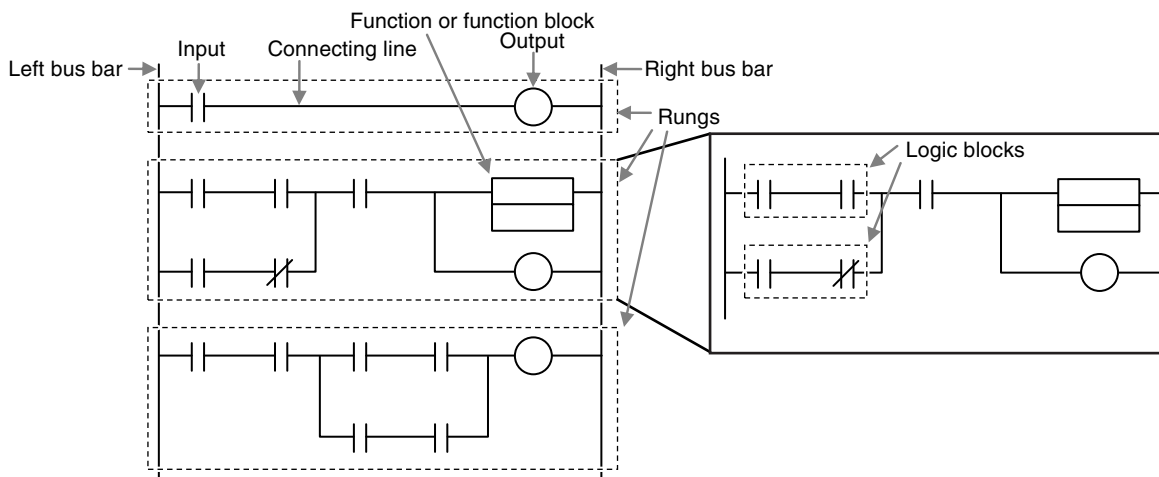 Function or function block
Input
Connecting line
Output
Left bus bar
Right bus bar
Rungs
Logic blocks